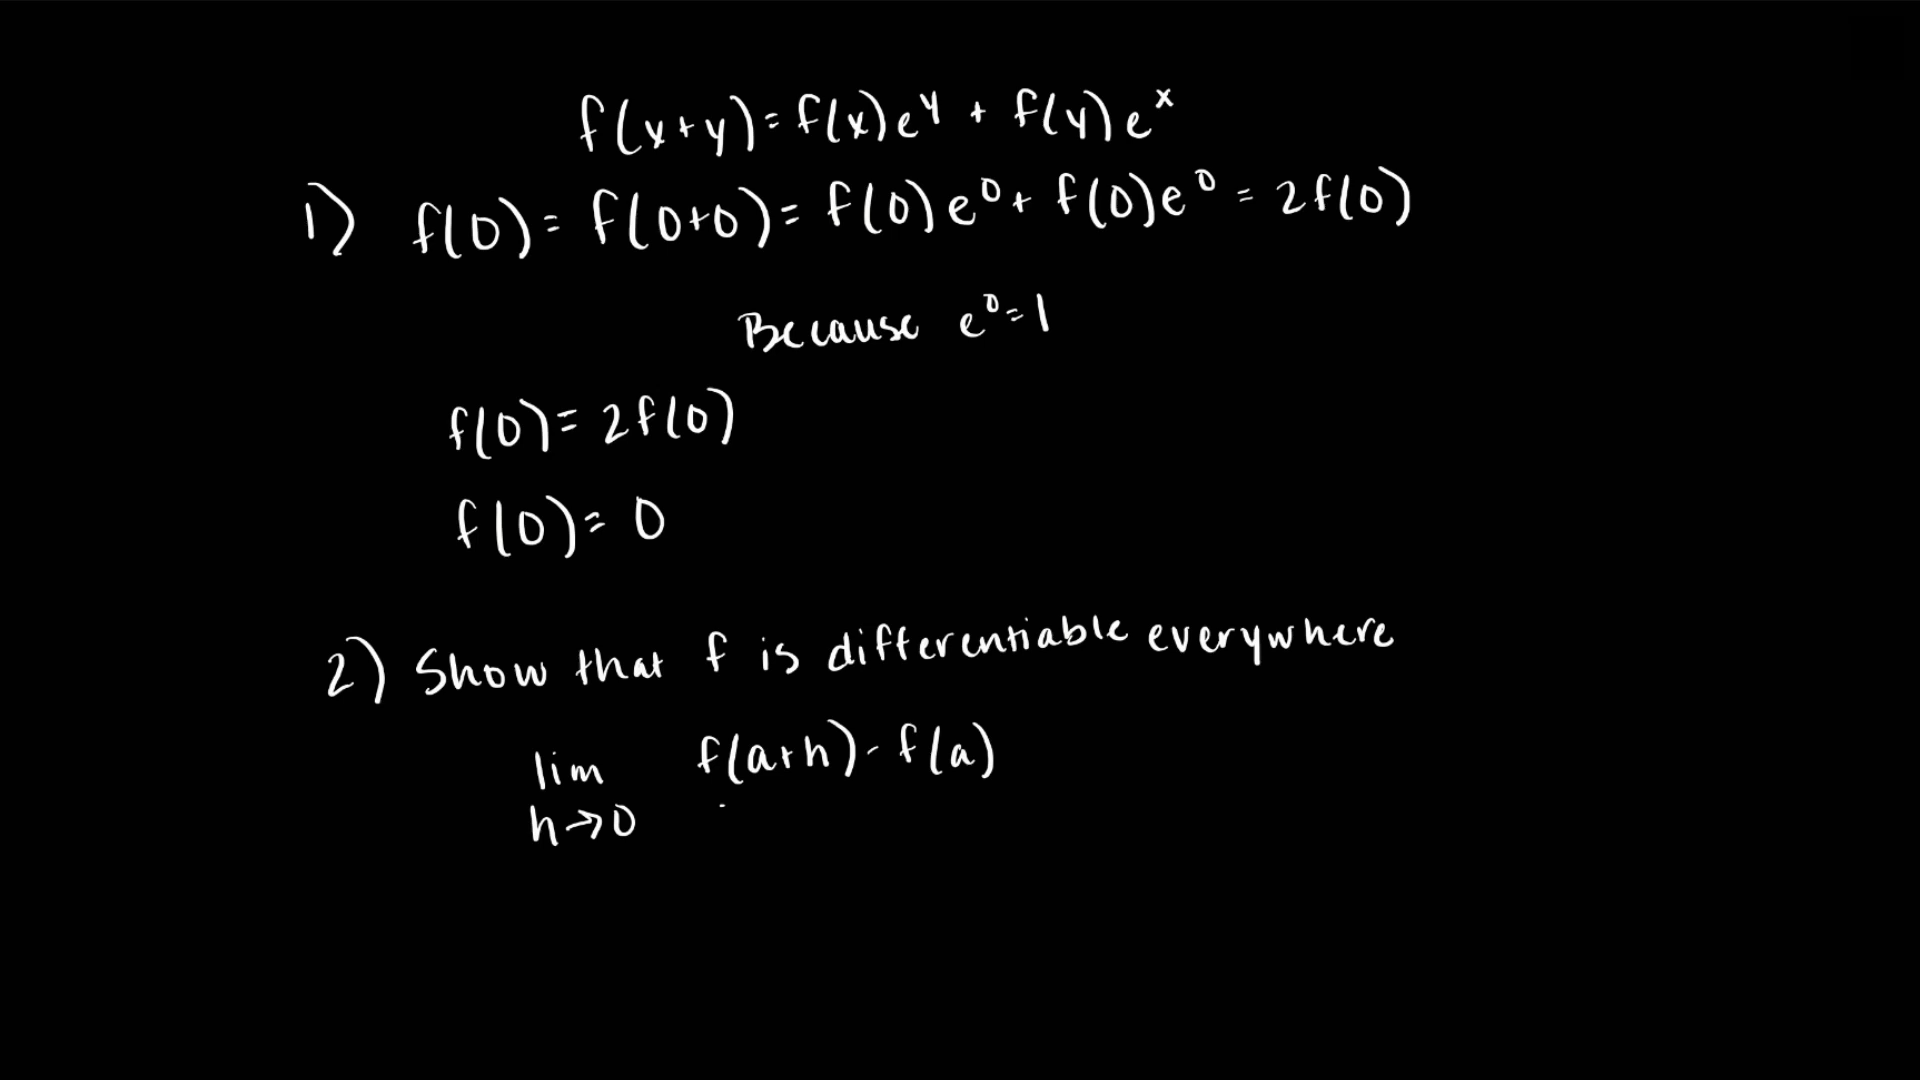 f(x+y)=f(x)e^y + f(y)e^x
1) f(0)= f(0+0)= f(0)e^0+ f(0)e^0 = 2f(0)
Because e^0=1
f(0)= 2f(0)
f(0)= 0
2) Show that f is differentiable everywhere
lim f(a+h)-f(a)
h→0